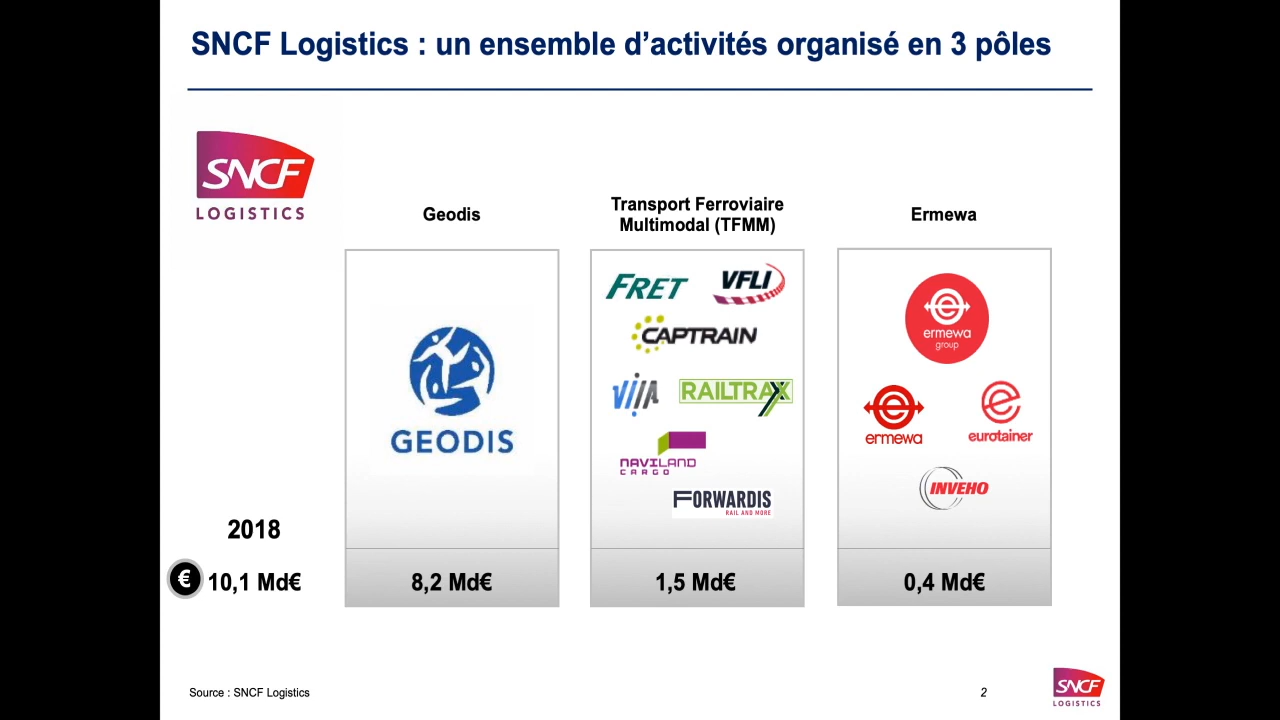 SNCF Logistics : un ensemble d'activités organisé en 3 pôles
SNCF
LOGISTICS
Geodis
Transport Ferroviaire
Multimodal (TFMM)
Ermewa
GEODIS
FRET
VFLI
CAPTRAIN
VIIA
RAILTRAX
NAVILAND
CARGO
FORWARDIS
RAIL AND MORE
ermewa
group
ermewa
eurotainer
INVEHO
2018
€ 10,1 Md€
8,2 Md€
1,5 Md€
0,4 Md€
Source : SNCF Logistics
2
SNCF
LOGISTICS